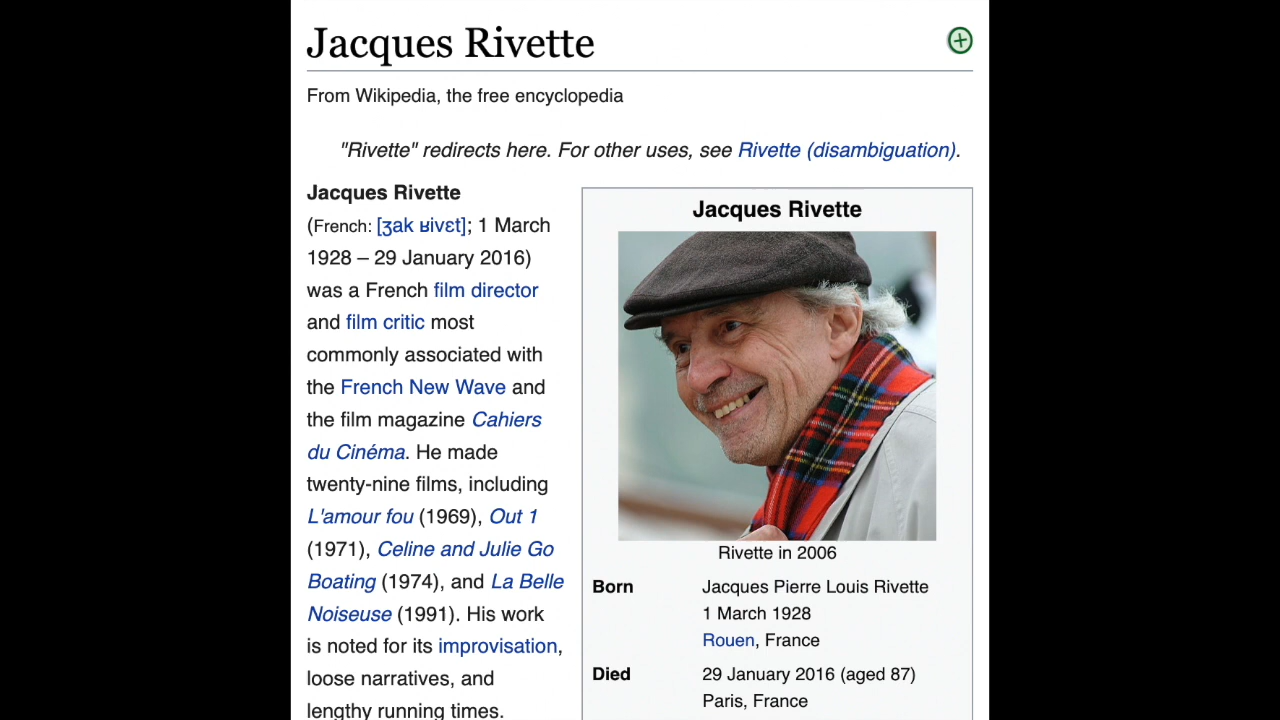 Jacques Rivette
From Wikipedia, the free encyclopedia
"Rivette" redirects here. For other uses, see Rivette (disambiguation).
Jacques Rivette
(French: [ʒak ʁivɛt]; 1 March
1928 – 29 January 2016)
was a French film director
and film critic most
commonly associated with
the French New Wave and
the film magazine Cahiers
du Cinéma. He made
twenty-nine films, including
L'amour fou (1969), Out 1
(1971), Celine and Julie Go
Boating (1974), and La Belle
Noiseuse (1991). His work
is noted for its improvisation,
loose narratives, and
lengthy running times.
Jacques Rivette
Rivette in 2006
Born Jacques Pierre Louis Rivette
1 March 1928
Rouen, France
Died 29 January 2016 (aged 87)
Paris, France